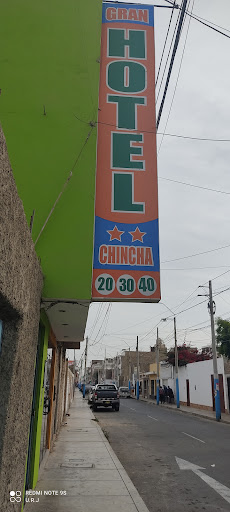 GRAN
HOTEL
CHINCHA
20 30 40
REDMI NOTE 9S
U.R.J